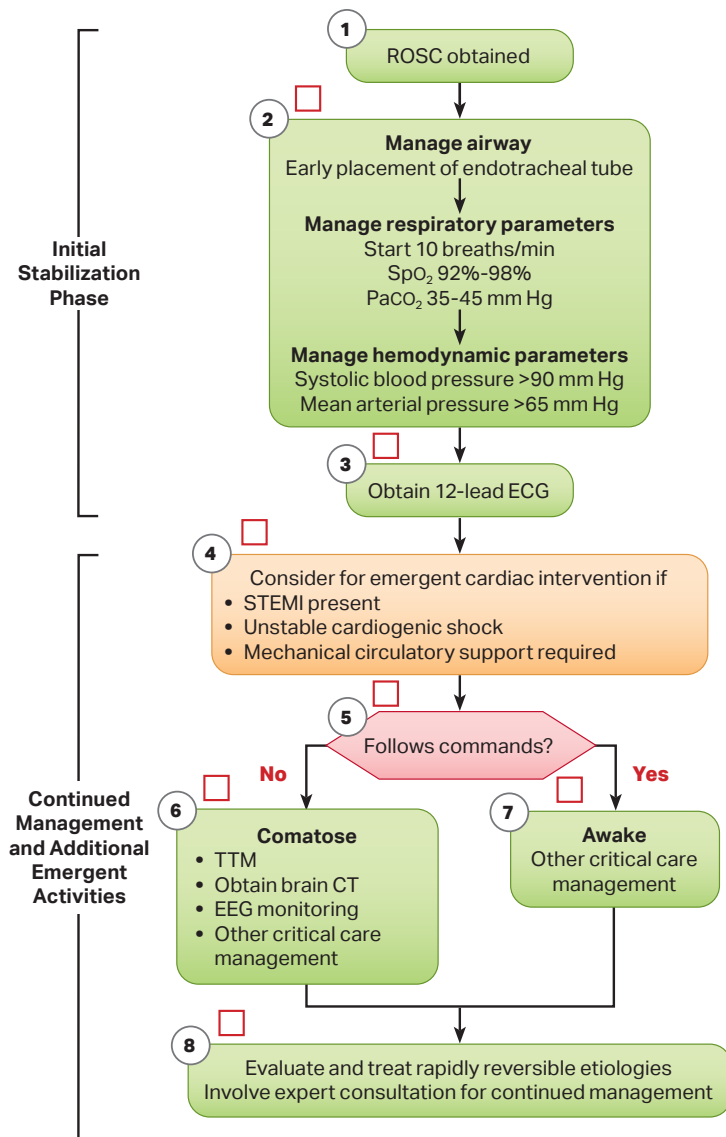 1
ROSC obtained
2
Manage airway
Early placement of endotracheal tube
Manage respiratory parameters
Start 10 breaths/min
SpO₂ 92%-98%
PaCO₂ 35-45 mm Hg
Manage hemodynamic parameters
Systolic blood pressure >90 mm Hg
Mean arterial pressure >65 mm Hg
Initial
Stabilization
Phase
3
Obtain 12-lead ECG
4
Consider for emergent cardiac intervention if
• STEMI present
• Unstable cardiogenic shock
• Mechanical circulatory support required
5
Follows commands?
No
Yes
Continued
Management
and Additional
Emergent
Activities
6
Comatose
• TTM
• Obtain brain CT
• EEG monitoring
• Other critical care
management
7
Awake
Other critical care
management
8
Evaluate and treat rapidly reversible etiologies
Involve expert consultation for continued management